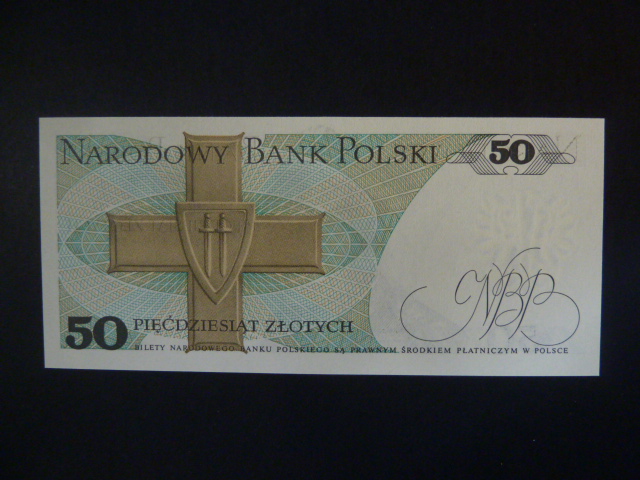 NARODOWY BANK POLSKI
50
NBP
50 PIĘĆDZIESIĄT ZŁOTYCH
BILETY NARODOWEGO BANKU POLSKIEGO SĄ PRAWNYM ŚRODKIEM PŁATNICZYM W POLSCE